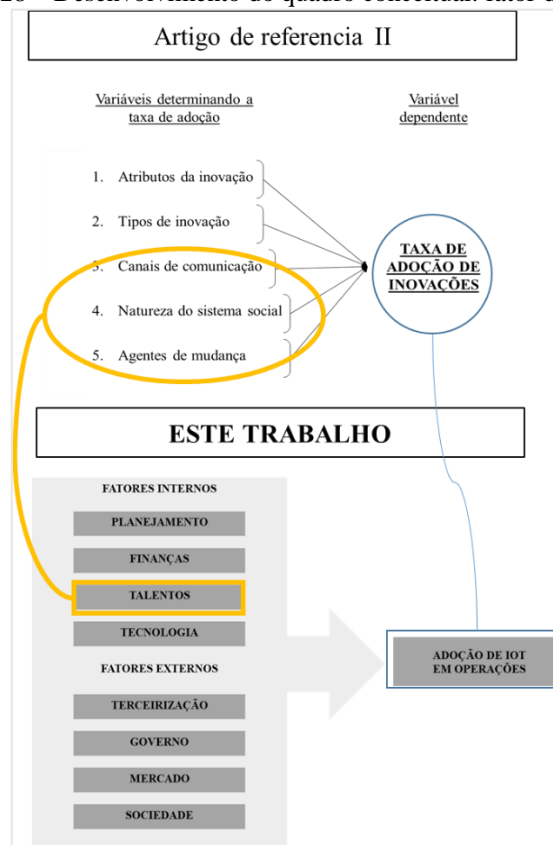 Desenvolvimento do quadro conceitual: fator
Artigo de referencia II
Variáveis determinando a
taxa de adoção
Variável
dependente
1. Atributos da inovação
2. Tipos de inovação
3. Canais de comunicação
4. Natureza do sistema social
5. Agentes de mudança
TAXA DE
ADOÇÃO DE
INOVAÇÕES
ESTE TRABALHO
FATORES INTERNOS
PLANEJAMENTO
FINANÇAS
TALENTOS
TECNOLOGIA
FATORES EXTERNOS
TERCEIRIZAÇÃO
GOVERNO
MERCADO
SOCIEDADE
ADOÇÃO DE IOT
EM OPERAÇÕES